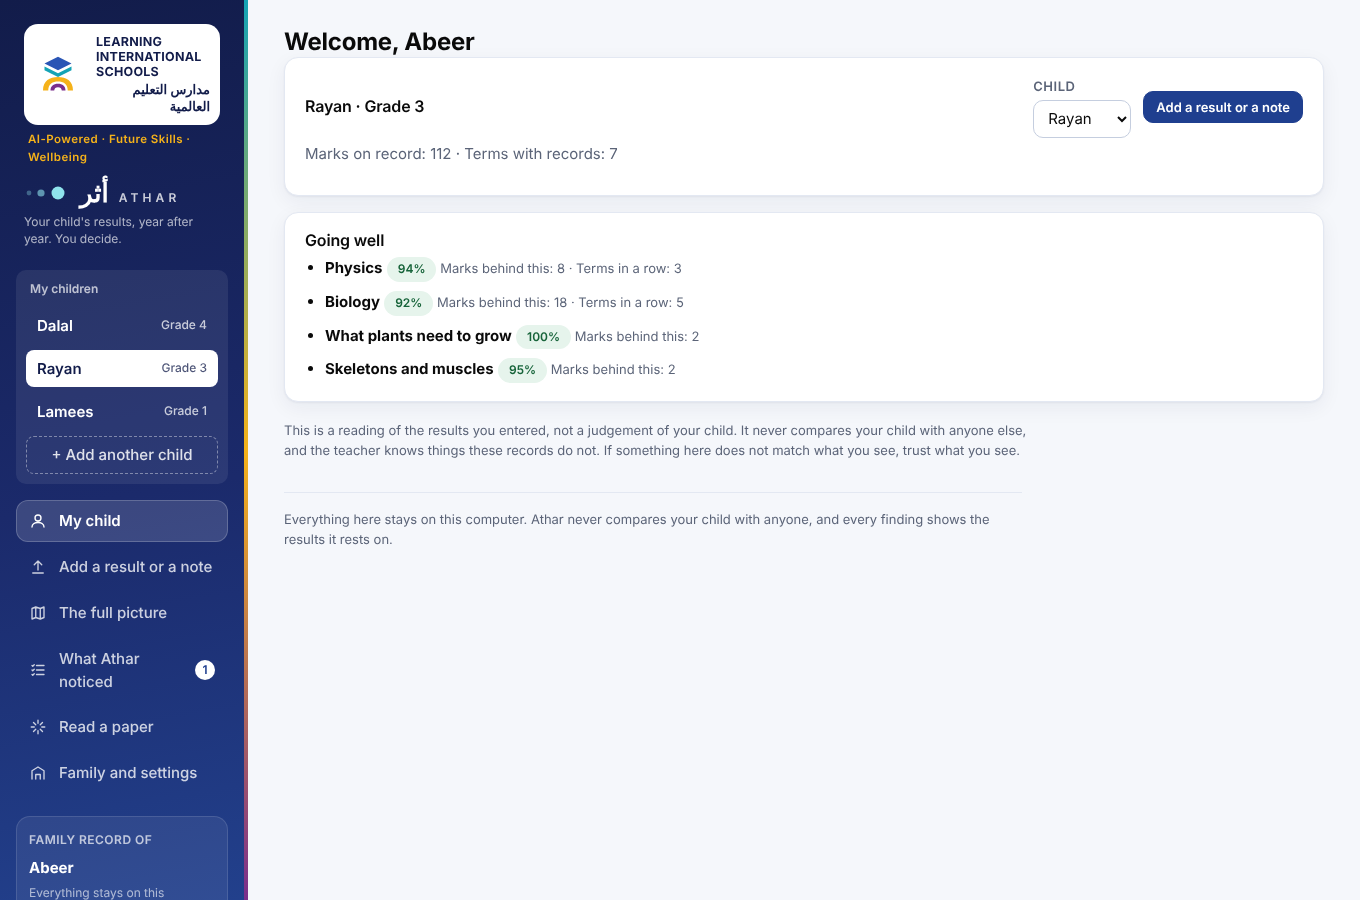 LEARNING
INTERNATIONAL
SCHOOLS
مدارس التعليم
العالمية
AI-Powered · Future Skills ·
Wellbeing
أثر ATHAR
Your child's results, year after
year. You decide.
My children
Dalal Grade 4
Rayan Grade 3
Lamees Grade 1
+ Add another child
My child
Add a result or a note
The full picture
What Athar
noticed 1
Read a paper
Family and settings
FAMILY RECORD OF
Abeer
Everything stays on this
Welcome, Abeer
Rayan · Grade 3
CHILD
Rayan
Add a result or a note
Marks on record: 112 · Terms with records: 7
Going well
Physics 94% Marks behind this: 8 · Terms in a row: 3
Biology 92% Marks behind this: 18 · Terms in a row: 5
What plants need to grow 100% Marks behind this: 2
Skeletons and muscles 95% Marks behind this: 2
This is a reading of the results you entered, not a judgement of your child. It never compares your child with anyone else,
and the teacher knows things these records do not. If something here does not match what you see, trust what you see.
Everything here stays on this computer. Athar never compares your child with anyone, and every finding shows the
results it rests on.